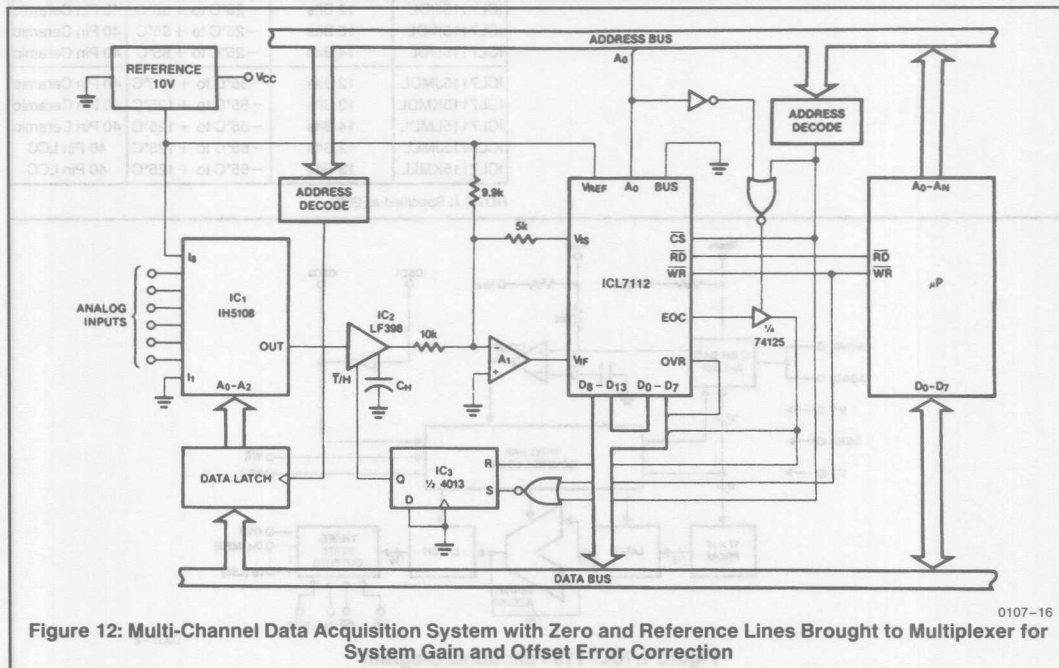 ADDRESS BUS
REFERENCE
10V
VCC
A0
ADDRESS
DECODE
ADDRESS
DECODE
VREF
A0
BUS
A0–AN
9.9k
5k
VIS
CS
RD
RD
WR
WR
ICL7112
µP
I8
ANALOG
INPUTS
IC1
IH5108
IC2
LF398
10k
OUT
EOC
¼
74125
A1
OVR
T/H
CH
VIF
I1
A0–A2
D8 – D13
D0 – D7
D0–D7
DATA LATCH
IC3
½ 4013
Q
R
S
D
DATA BUS
0107–16
Figure 12: Multi-Channel Data Acquisition System with Zero and Reference Lines Brought to Multiplexer for
System Gain and Offset Error Correction